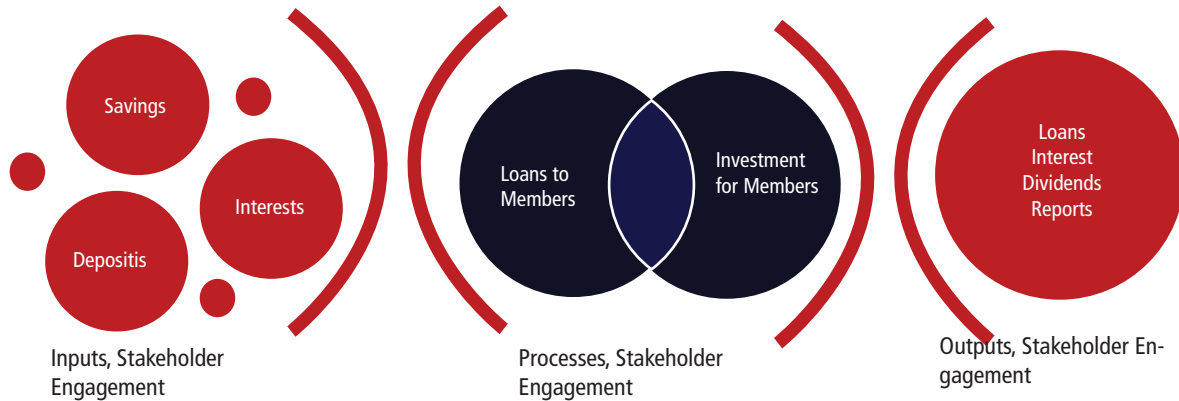 Savings
Interests
Depositis
Inputs, Stakeholder
Engagement
Loans to
Members
Investment
for Members
Processes, Stakeholder
Engagement
Loans
Interest
Dividends
Reports
Outputs, Stakeholder En-
gagement